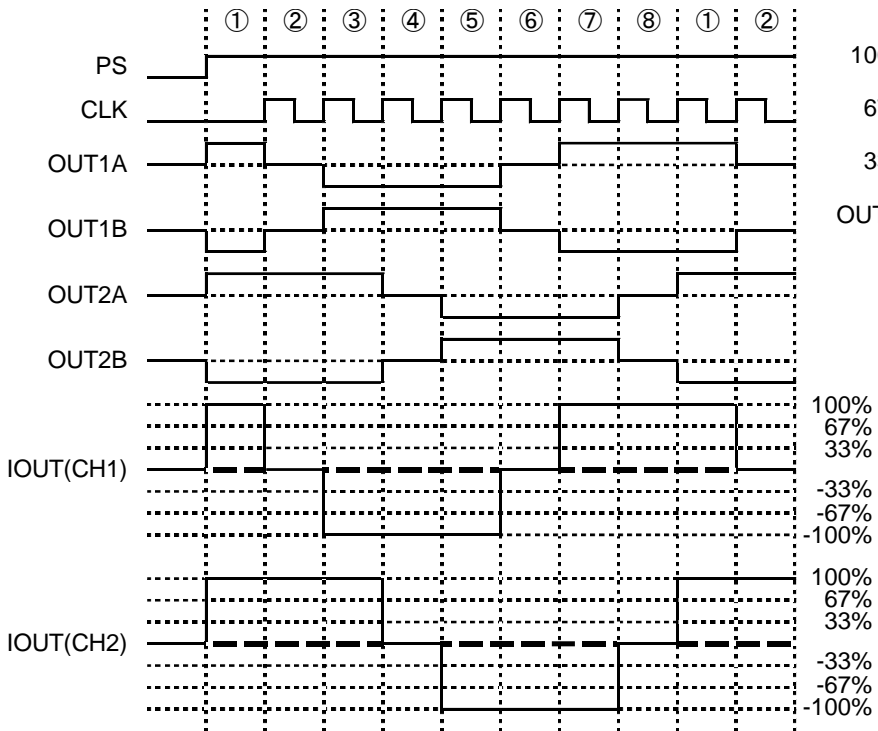 ① ② ③ ④ ⑤ ⑥ ⑦ ⑧ ① ②
PS
10
CLK
6
OUT1A
3
OUT1B
OUT
OUT2A
OUT2B
100%
67%
33%
IOUT(CH1)
-33%
-67%
-100%
100%
67%
33%
IOUT(CH2)
-33%
-67%
-100%